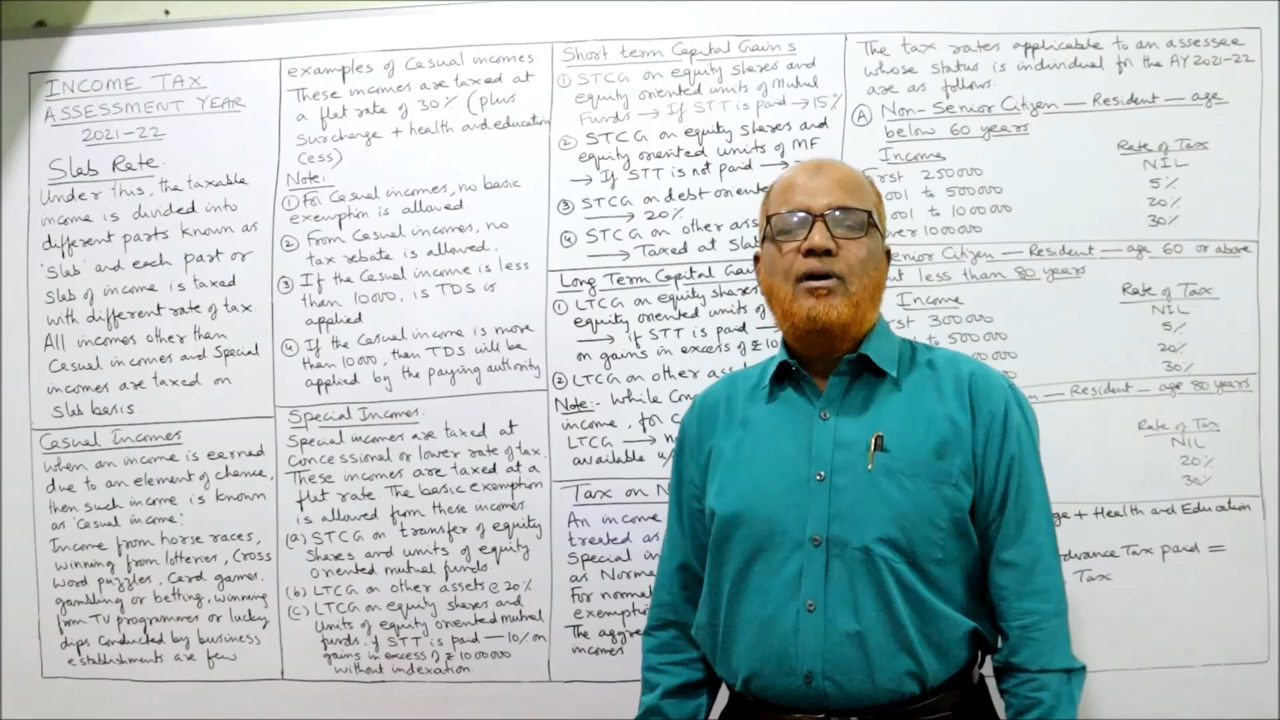 INCOME TAX
ASSESSMENT YEAR
2021-22
Slab Rate:
Under this, the taxable
income is divided into
different parts known as
'slab' and each part or
slab of income is taxed
with different rate of tax.
All incomes other than
Casual incomes and Special
incomes are taxed on
slab basis.
Casual Incomes
When an income is earned
due to an element of chance,
then such income is known
as 'Casual income'.
Income from horse races,
winning from lotteries, Cross
word puzzles, Card games,
gambling or betting, winning
from TV programmes or lucky
dips conducted by business
establishments are few
examples of Casual incomes.
These incomes are taxed at
a flat rate of 30% (plus
surcharge + health and education
Cess)
Note:
① For Casual incomes, no basic
exemption is allowed.
② From Casual incomes, no
tax rebate is allowed.
③ If the Casual income is less
than 10000, is TDS is
applied
④ If the Casual income is more
than 10000, then TDS will be
applied by the paying authority
Special Incomes:
Special incomes are taxed at
concessional or lower rate of tax.
These incomes are taxed at a
flat rate. The basic exemption
is allowed from these incomes.
(a) STCG on transfer of equity
shares and units of equity
oriented mutual funds.
(b) LTCG on other assets @ 20%
(c) LTCG on equity shares and
units of equity oriented mutual
funds. if STT is paid — 10% on
gains in excess of ₹ 1000000
without indexation.
Short term Capital Gains
① STCG on equity shares and
equity oriented units of Mutual
Funds → If STT is paid → 15%
② STCG on equity shares and
equity oriented units of MF
→ If STT is not paid →
③ STCG on debt oriente
→ 20%
④ STCG on other ass
→ Taxed at Slab
Long Term Capital Gai
① LTCG on equity shares
equity oriented units of
→ if STT is paid —
on gains in excess of ₹ 10
② LTCG on other ass
Note:- While Con
income, for C
LTCG →
available u/
Tax on N
An income
treated as
Special in
as Norma
For normal
exempti
The aggre
incomes
The tax rates applicable to an assessee
whose status is individual for the AY 2021-22
are as follows.
Ⓐ Non-Senior Citizen — Resident — age
below 60 years
Income Rate of Tax
First 250000 NIL
001 to 500000 5%
001 to 1000000 20%
over 1000000 30%
Senior Citizen — Resident — age 60 or above
but less than 80 years
Income Rate of Tax
rst 300000 NIL
1 to 500000 5%
00000 20%
30%
n — Resident — age 80 years
Rate of Tax
NIL
20%
30%
ge + Health and Education
Advance Tax paid =
Tax